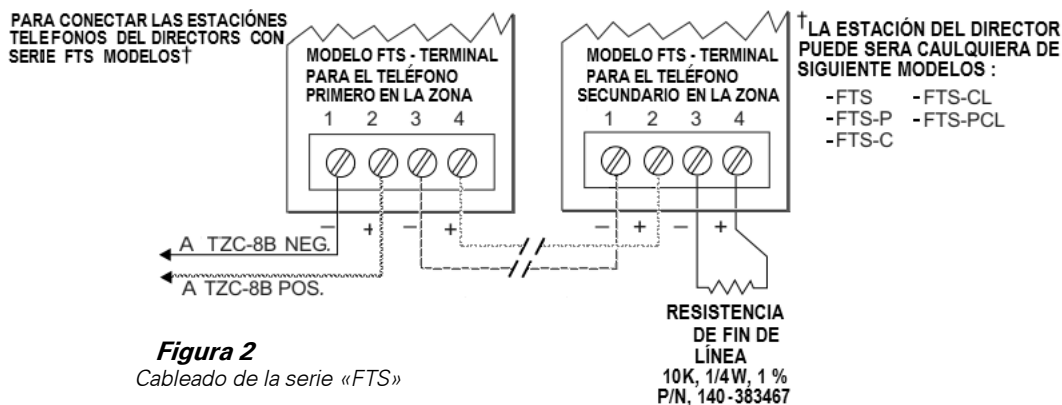 PARA CONECTAR LAS ESTACIÓNES
TELEFONOS DEL DIRECTORS CON
SERIE FTS MODELOS†
MODELO FTS - TERMINAL
PARA EL TELÉFONO
PRIMERO EN LA ZONA
1 2 3 4
MODELO FTS - TERMINAL
PARA EL TELÉFONO
SECUNDARIO EN LA ZONA
1 2 3 4
†LA ESTACIÓN DEL DIRECTOR
PUEDE SERA CAULQUIERA DE
SIGUIENTE MODELOS :
-FTS -FTS-CL
-FTS-P -FTS-PCL
-FTS-C
– + – +
– + – +
A TZC-8B NEG.
A TZC-8B POS.
RESISTENCIA
DE FIN DE
LÍNEA
10K, 1/4W, 1 %
P/N, 140-383467
Figura 2
Cableado de la serie «FTS»